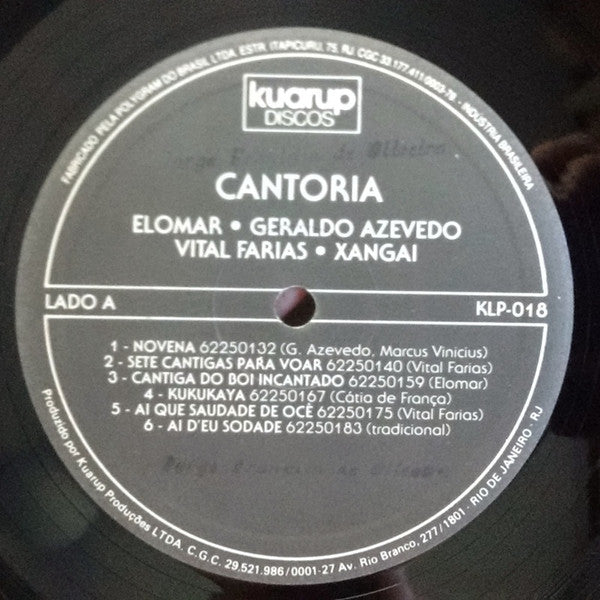 FABRICADO PELA POLYGRAM DO BRASIL LTDA. ESTR. ITAPICURU, 75, RJ. CGC 33.177.411/0003-78 - INDUSTRIA BRASILEIRA
kuarup
DISCOS
CANTORIA
ELOMAR • GERALDO AZEVEDO
VITAL FARIAS • XANGAI
LADO A
KLP-018
1 - NOVENA 62250132 (G. Azevedo, Marcus Vinicius)
2 - SETE CANTIGAS PARA VOAR 62250140 (Vital Farias)
3 - CANTIGA DO BOI INCANTADO 62250159 (Elomar)
4 - KUKUKAYA 62250167 (Cátia de França)
5 - AI QUE SAUDADE DE OCÊ 62250175 (Vital Farias)
6 - AI D'EU SODADE 62250183 (tradicional)
Produzido por Kuarup Produções LTDA. C.G.C. 29.521.986/0001-27 Av. Rio Branco, 277/1801 - RIO DE JANEIRO - RJ